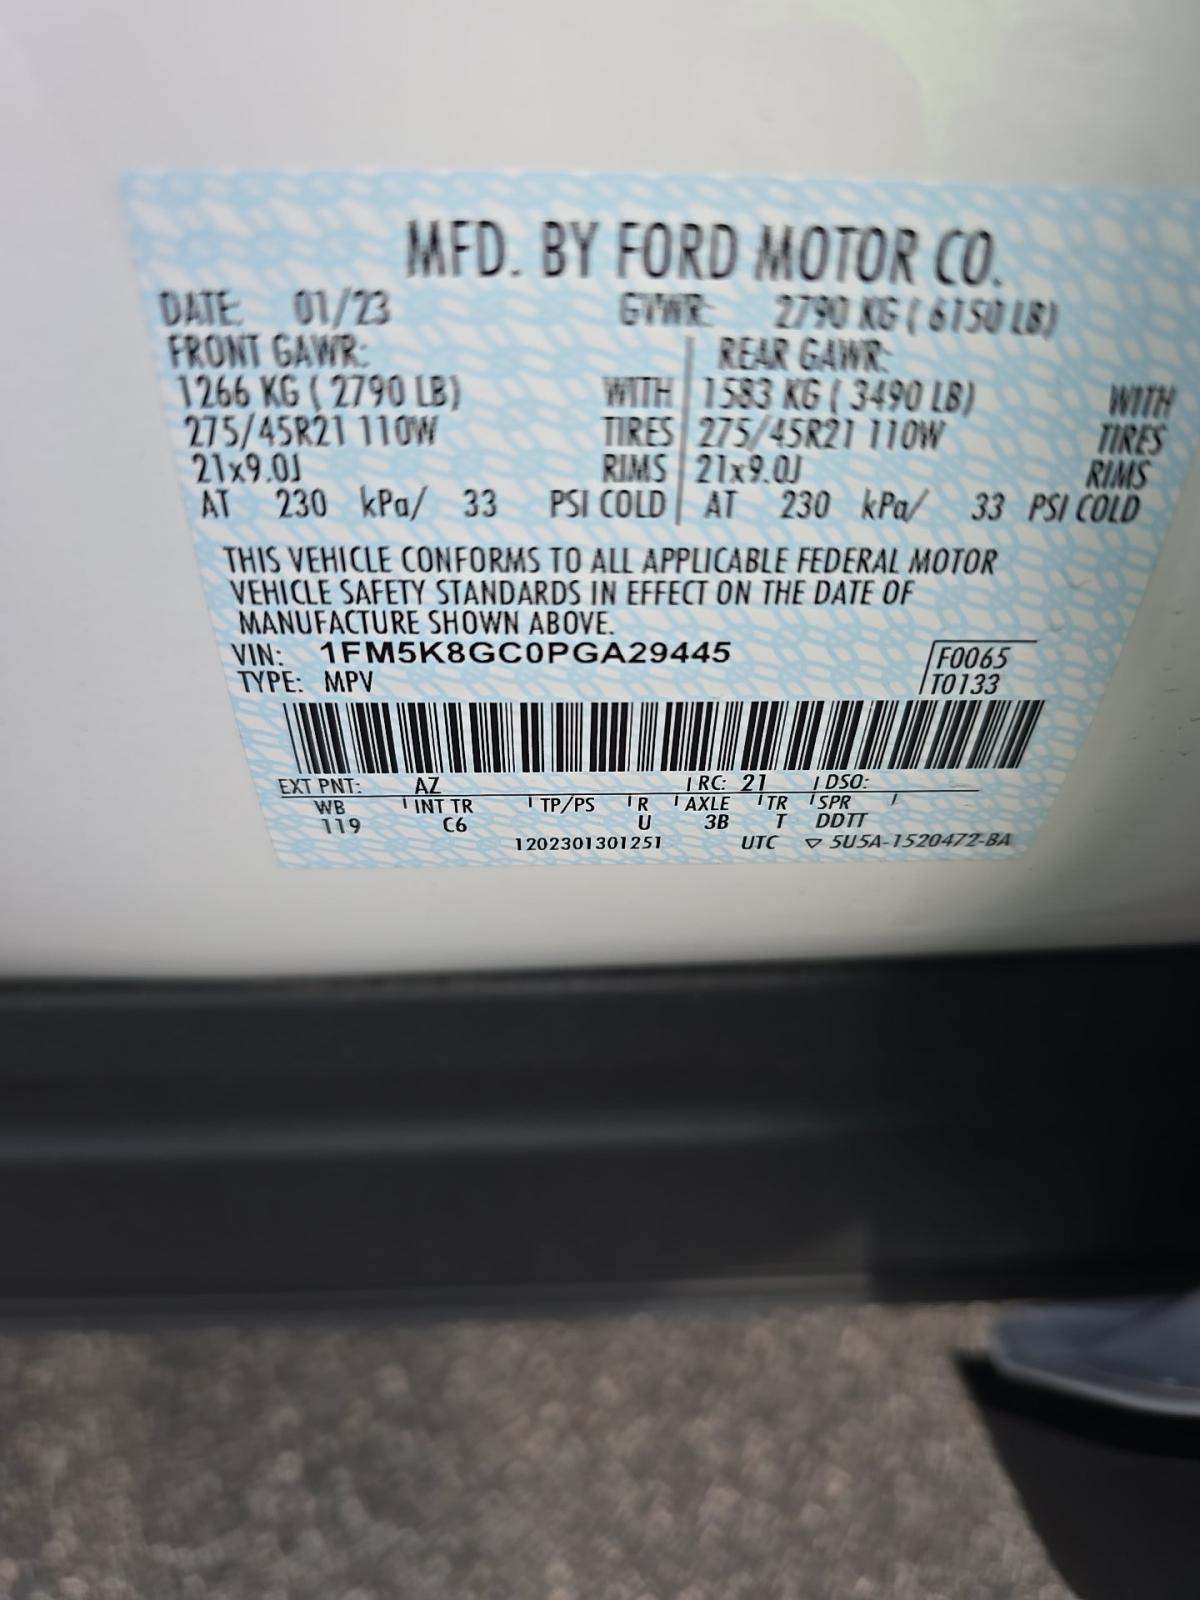 MFD. BY FORD MOTOR CO.
DATE: 01/23 GVWR: 2790 KG ( 6150 LB)
FRONT GAWR: REAR GAWR:
1266 KG ( 2790 LB) WITH 1583 KG ( 3490 LB) WITH
275/45R21 110W TIRES 275/45R21 110W TIRES
21x9.0J RIMS 21x9.0J RIMS
AT 230 kPa/ 33 PSI COLD AT 230 kPa/ 33 PSI COLD
THIS VEHICLE CONFORMS TO ALL APPLICABLE FEDERAL MOTOR
VEHICLE SAFETY STANDARDS IN EFFECT ON THE DATE OF
MANUFACTURE SHOWN ABOVE.
VIN: 1FM5K8GC0PGA29445 F0065
TYPE: MPV T0133
EXT PNT: AZ RC: 21 DSO:
WB INT TR TP/PS R AXLE TR SPR
119 C6 U 3B T DDTT
1202301301251 UTC ▽ 5U5A-1520472-BA